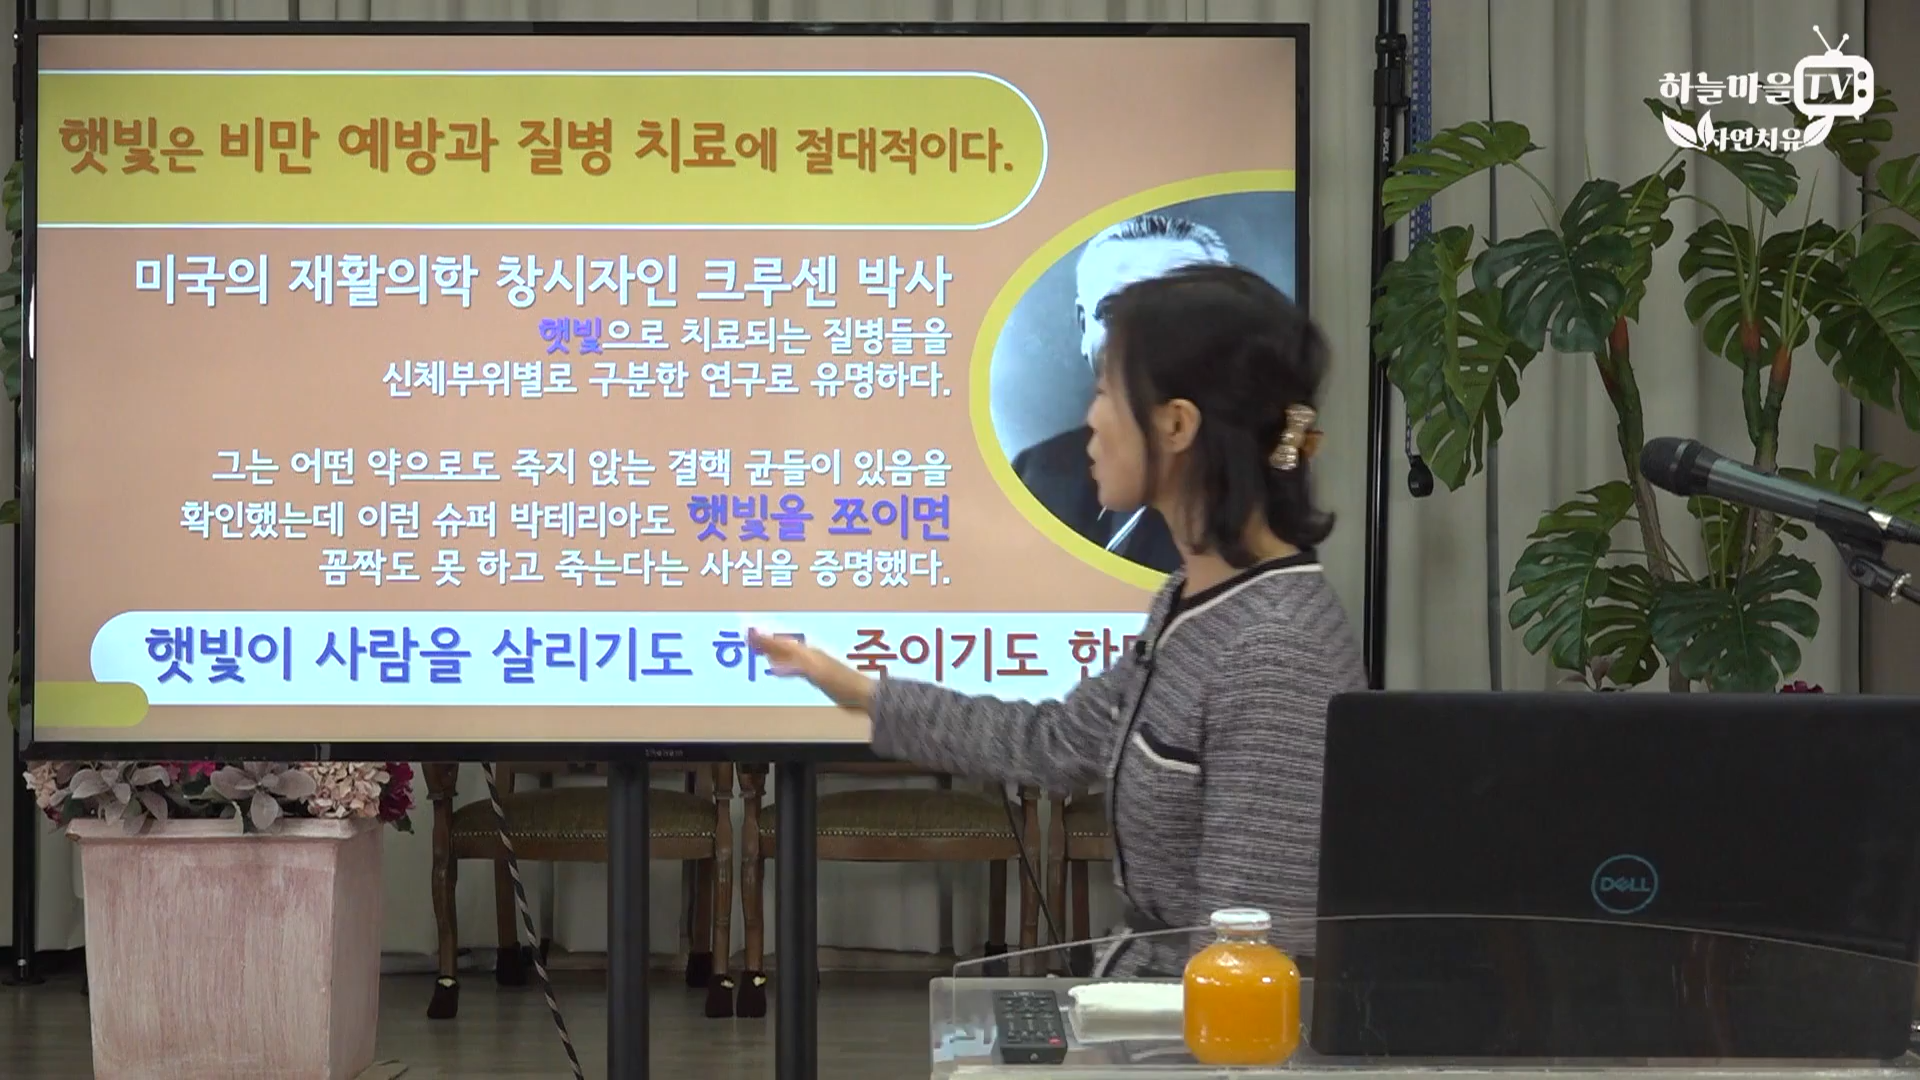 햇빛은 비만 예방과 질병 치료에 절대적이다.
미국의 재활의학 창시자인 크루센 박사
햇빛으로 치료되는 질병들을
신체부위별로 구분한 연구로 유명하다.
그는 어떤 약으로도 죽지 않는 결핵 균들이 있음을
확인했는데 이런 슈퍼 박테리아도 햇빛을 쪼이면
꼼짝도 못 하고 죽는다는 사실을 증명했다.
햇빛이 사람을 살리기도 죽이기도
하늘마을 TV
자연치유
DELL